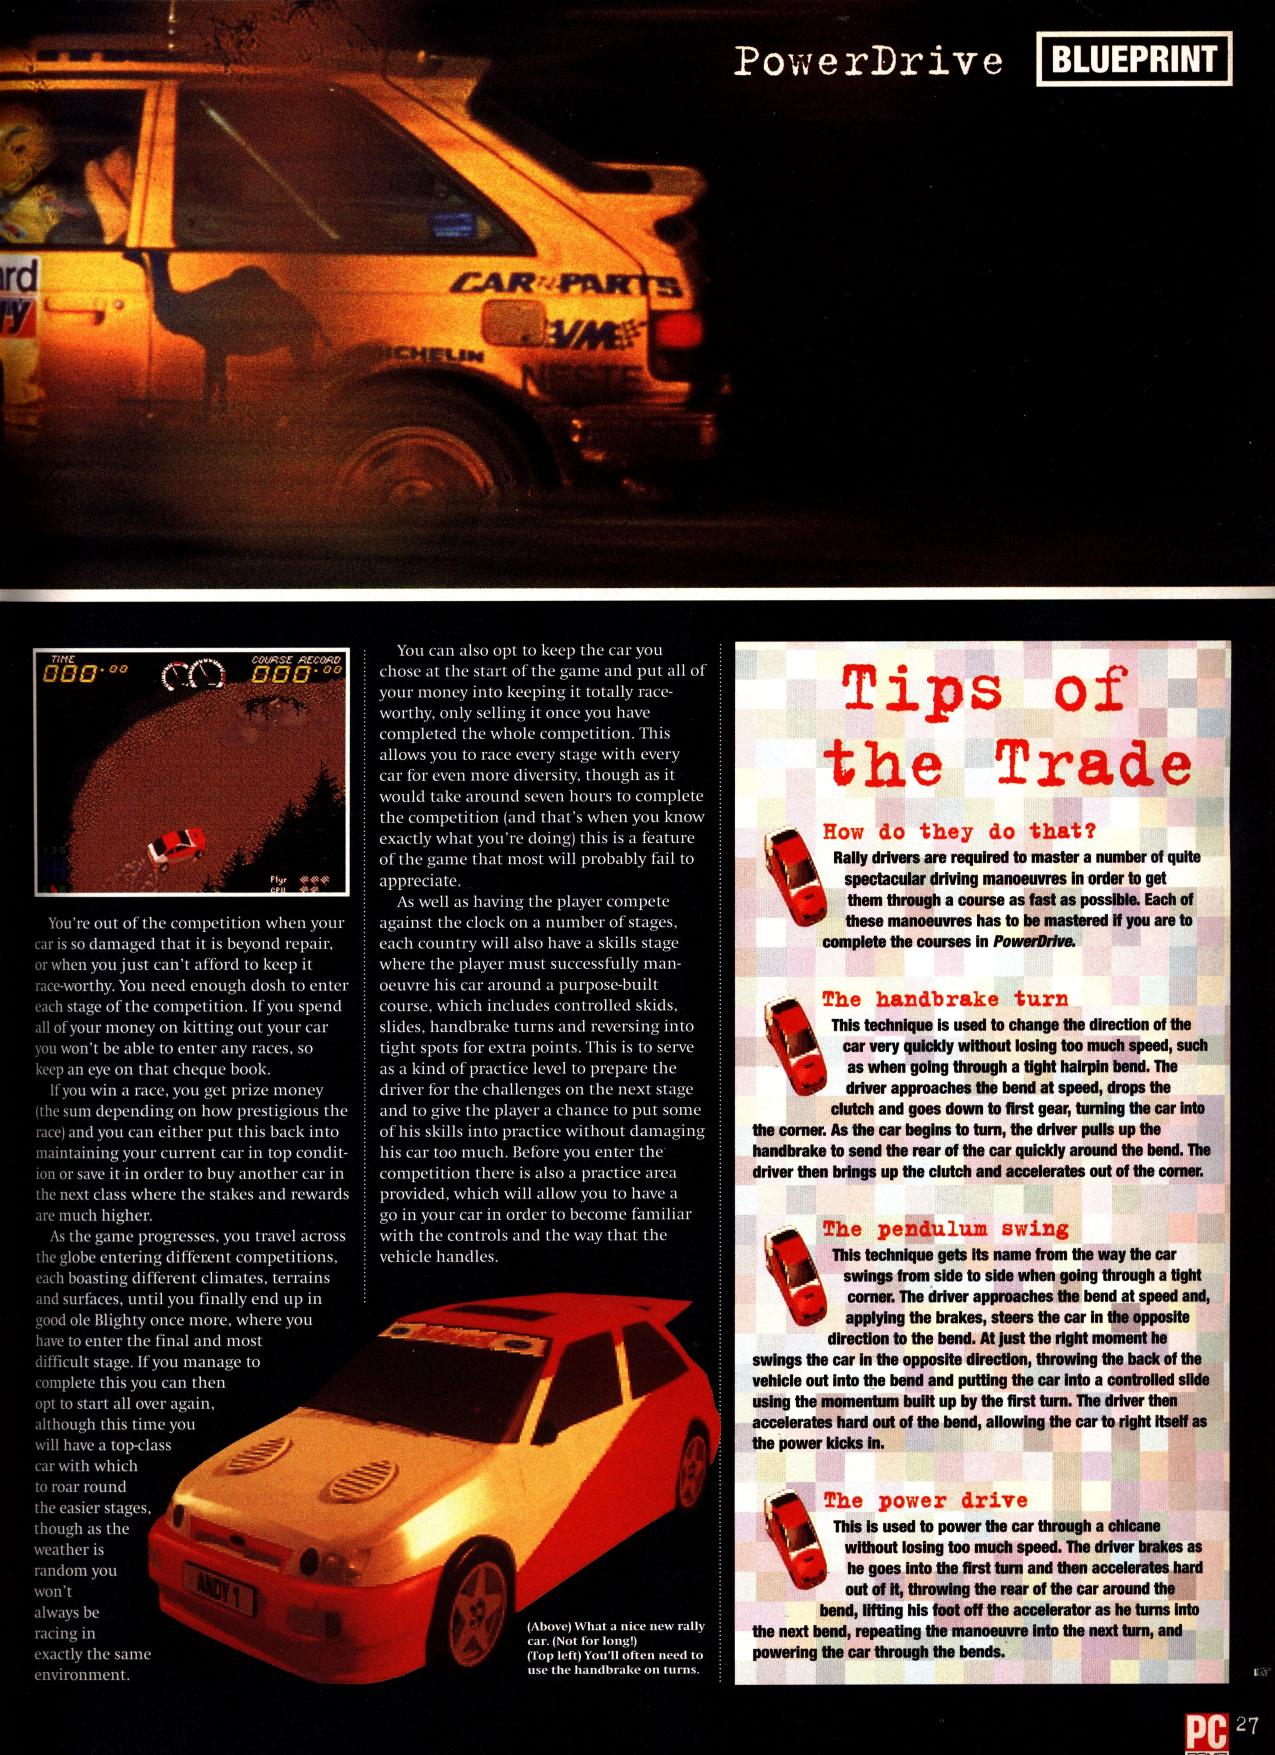 PowerDrive BLUEPRINT
ard
CAR PARTS
VM
MICHELIN
NESTE
TIME
COURSE RECORD
000.00
000.00
Plyr
CPU
You're out of the competition when your
car is so damaged that it is beyond repair,
or when you just can't afford to keep it
race-worthy. You need enough dosh to enter
each stage of the competition. If you spend
all of your money on kitting out your car
you won't be able to enter any races, so
keep an eye on that cheque book.
If you win a race, you get prize money
(the sum depending on how prestigious the
race) and you can either put this back into
maintaining your current car in top condit-
ion or save it in order to buy another car in
the next class where the stakes and rewards
are much higher.
As the game progresses, you travel across
the globe entering different competitions,
each boasting different climates, terrains
and surfaces, until you finally end up in
good ole Blighty once more, where you
have to enter the final and most
difficult stage. If you manage to
complete this you can then
opt to start all over again,
although this time you
will have a top-class
car with which
to roar round
the easier stages,
though as the
weather is
random you
won't
always be
racing in
exactly the same
environment.
You can also opt to keep the car you
chose at the start of the game and put all of
your money into keeping it totally race-
worthy, only selling it once you have
completed the whole competition. This
allows you to race every stage with every
car for even more diversity, though as it
would take around seven hours to complete
the competition (and that's when you know
exactly what you're doing) this is a feature
of the game that most will probably fail to
appreciate.
As well as having the player compete
against the clock on a number of stages,
each country will also have a skills stage
where the player must successfully man-
oeuvre his car around a purpose-built
course, which includes controlled skids,
slides, handbrake turns and reversing into
tight spots for extra points. This is to serve
as a kind of practice level to prepare the
driver for the challenges on the next stage
and to give the player a chance to put some
of his skills into practice without damaging
his car too much. Before you enter the
competition there is also a practice area
provided, which will allow you to have a
go in your car in order to become familiar
with the controls and the way that the
vehicle handles.
ANDY 1
(Above) What a nice new rally
car. (Not for long!)
(Top left) You'll often need to
use the handbrake on turns.
Tips of
the Trade
How do they do that?
Rally drivers are required to master a number of quite
spectacular driving manoeuvres in order to get
them through a course as fast as possible. Each of
these manoeuvres has to be mastered if you are to
complete the courses in PowerDrive.
The handbrake turn
This technique is used to change the direction of the
car very quickly without losing too much speed, such
as when going through a tight hairpin bend. The
driver approaches the bend at speed, drops the
clutch and goes down to first gear, turning the car into
the corner. As the car begins to turn, the driver pulls up the
handbrake to send the rear of the car quickly around the bend. The
driver then brings up the clutch and accelerates out of the corner.
The pendulum swing
This technique gets its name from the way the car
swings from side to side when going through a tight
corner. The driver approaches the bend at speed and,
applying the brakes, steers the car in the opposite
direction to the bend. At just the right moment he
swings the car in the opposite direction, throwing the back of the
vehicle out into the bend and putting the car into a controlled slide
using the momentum built up by the first turn. The driver then
accelerates hard out of the bend, allowing the car to right itself as
the power kicks in.
The power drive
This is used to power the car through a chicane
without losing too much speed. The driver brakes as
he goes into the first turn and then accelerates hard
out of it, throwing the rear of the car around the
bend, lifting his foot off the accelerator as he turns into
the next bend, repeating the manoeuvre into the next turn, and
powering the car through the bends.
PC 27